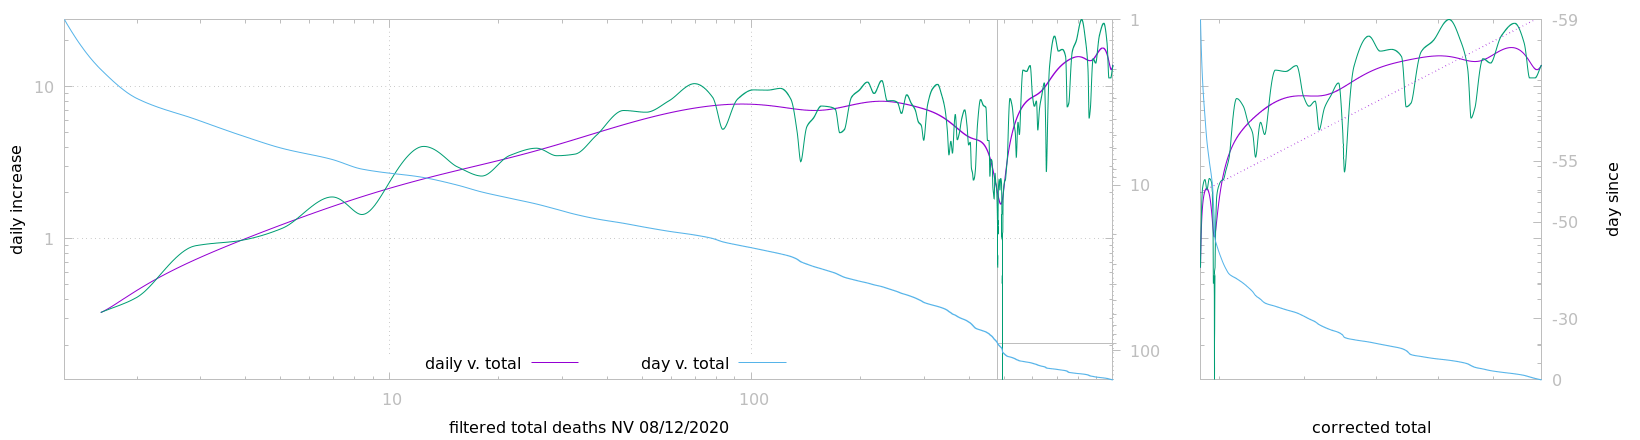 daily increase
10
1
daily v. total
day v. total
10
100
filtered total deaths NV 08/12/2020
1
10
100
-59
-55
-50
-30
0
day since
corrected total